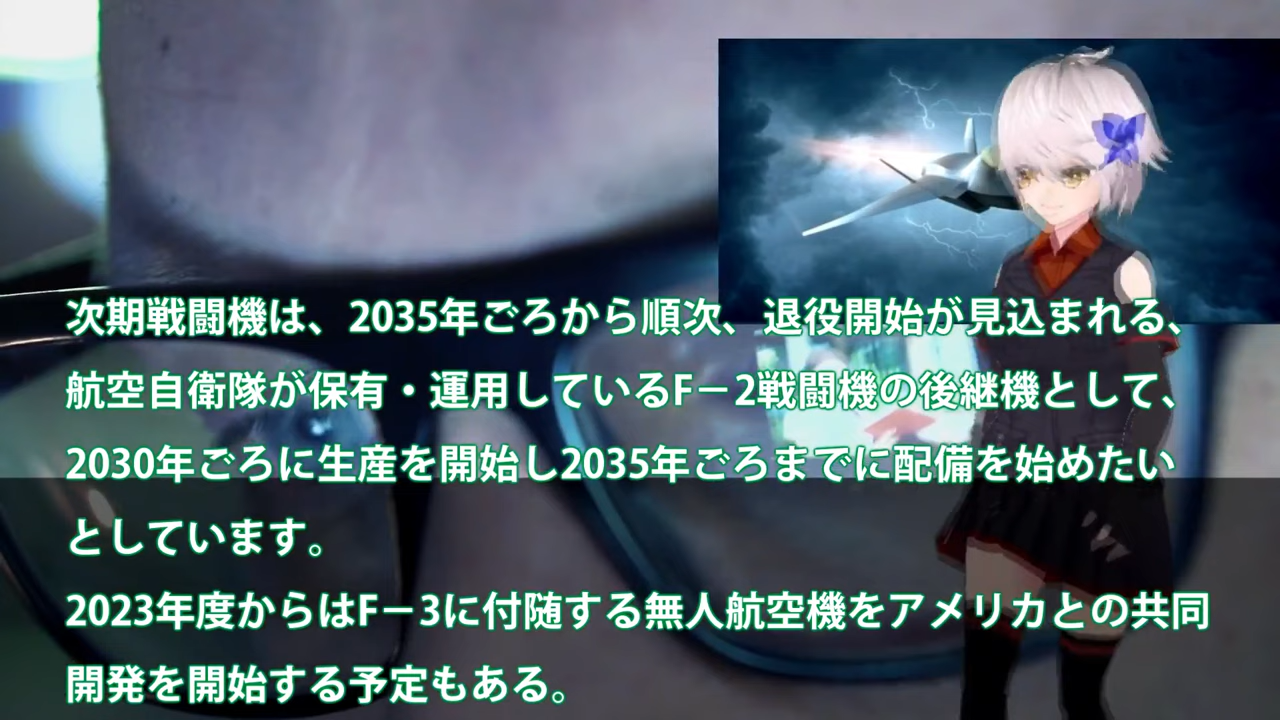 次期戦闘機は、2035年ごろから順次、退役開始が見込まれる、
航空自衛隊が保有・運用しているF－2戦闘機の後継機として、
2030年ごろに生産を開始し2035年ごろまでに配備を始めたい
としています。
2023年度からはF－3に付随する無人航空機をアメリカとの共同
開発を開始する予定もある。